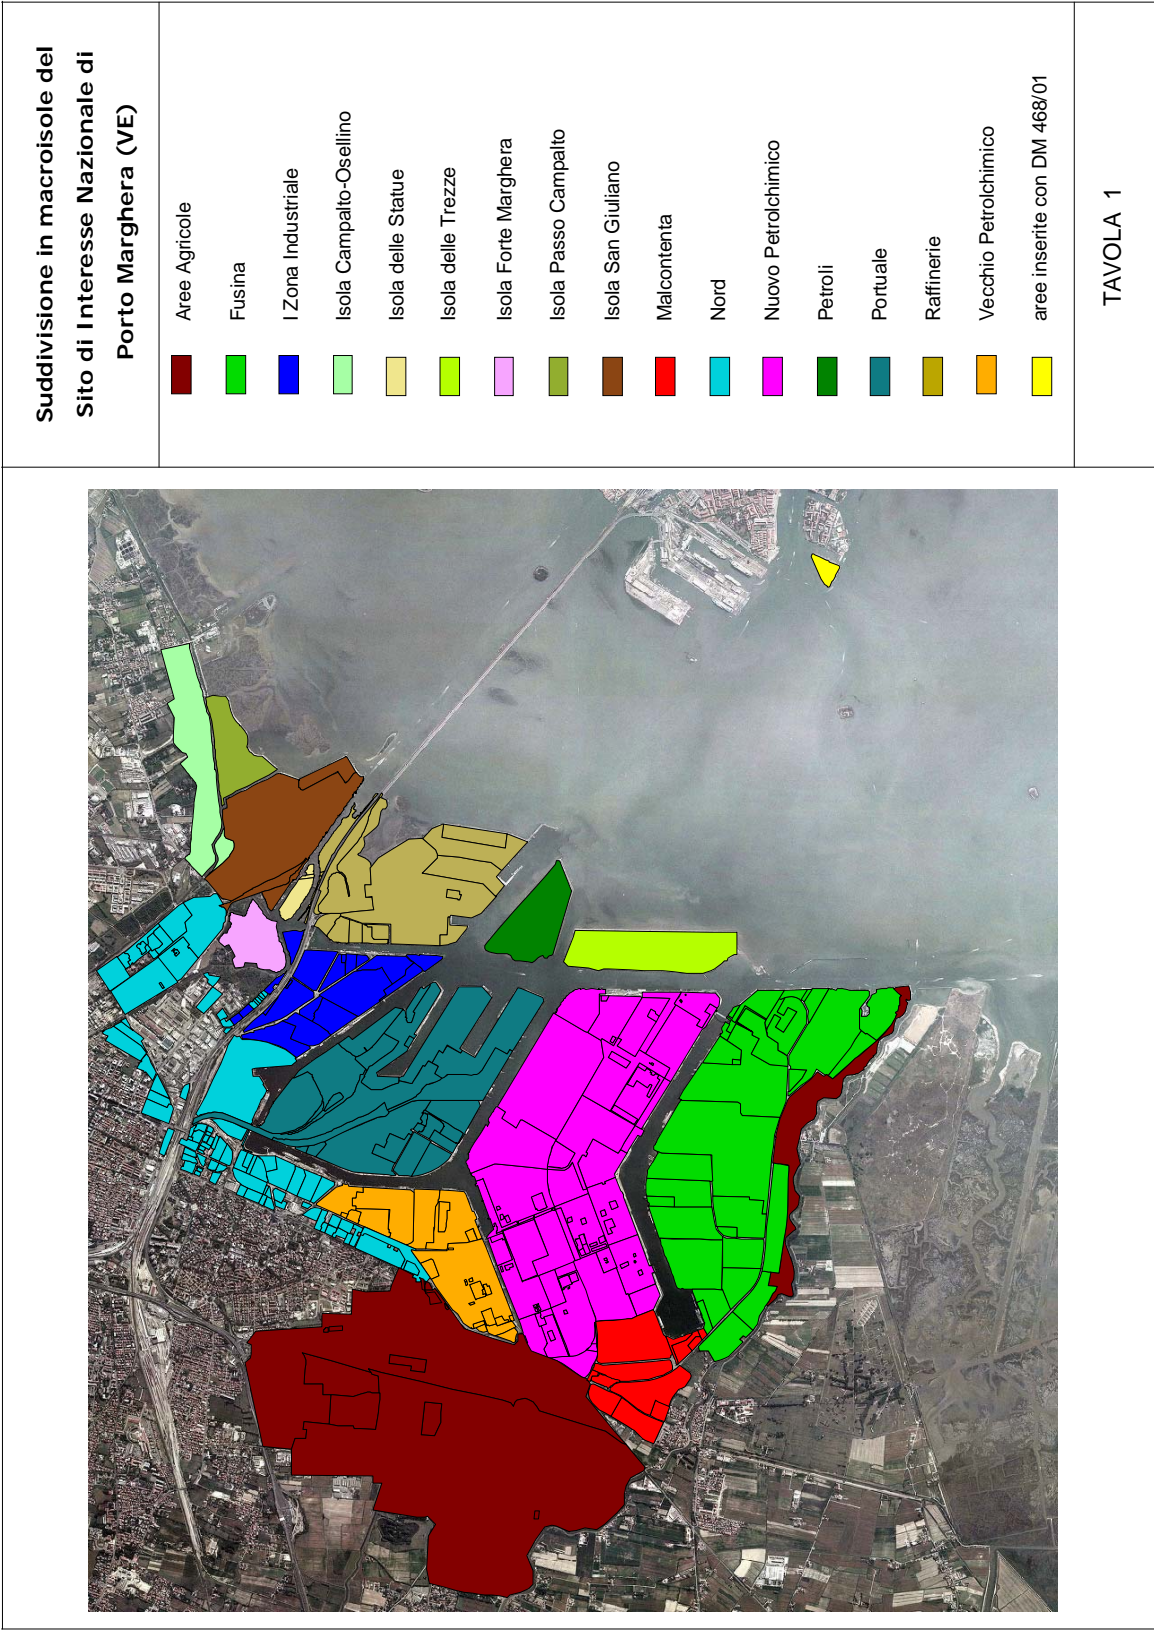 Suddivisione in macroisole del
Sito di Interesse Nazionale di
Porto Marghera (VE)
Aree Agricole
Fusina
I Zona Industriale
Isola Campalto-Osellino
Isola delle Statue
Isola delle Trezze
Isola Forte Marghera
Isola Passo Campalto
Isola San Giuliano
Malcontenta
Nord
Nuovo Petrolchimico
Petroli
Portuale
Raffinerie
Vecchio Petrolchimico
aree inserite con DM 468/01
TAVOLA 1